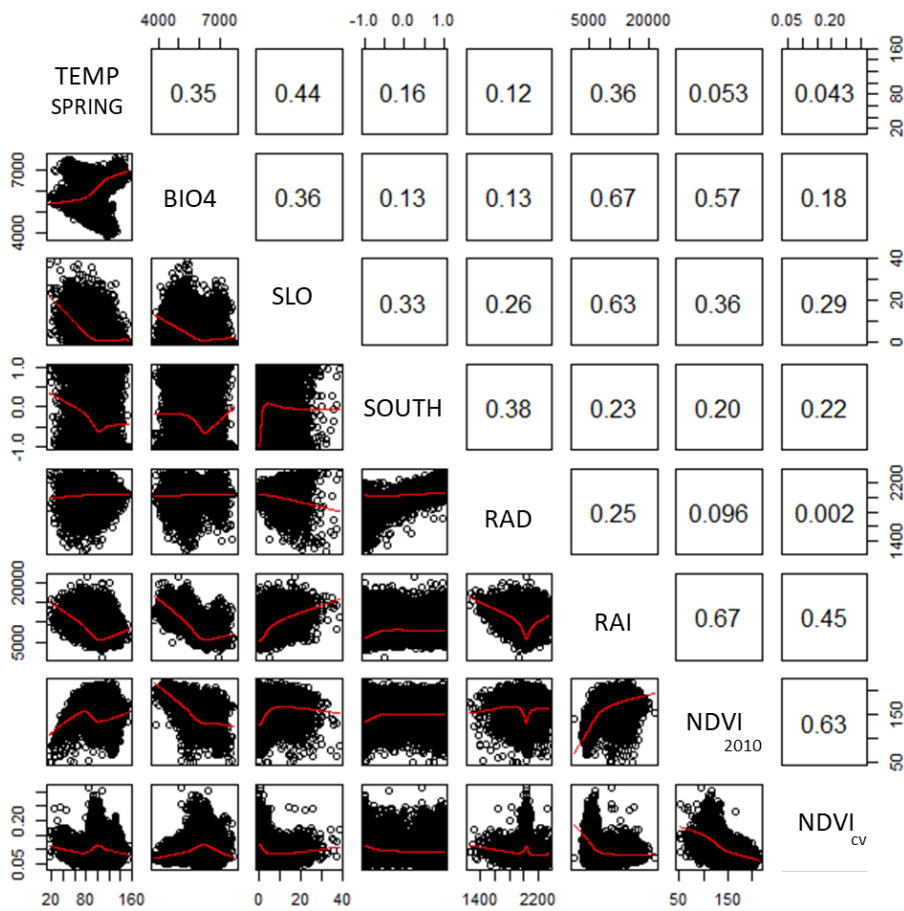 4000 7000 -1.0 0.0 1.0 5000 20000 0.05 0.20
TEMP
SPRING
0.35 0.44 0.16 0.12 0.36 0.053 0.043
20 80 160
4000 7000
BIO4 0.36 0.13 0.13 0.67 0.57 0.18
SLO 0.33 0.26 0.63 0.36 0.29
0 20 40
-1.0 0.0 1.0
SOUTH 0.38 0.23 0.20 0.22
RAD 0.25 0.096 0.002
1400 2200
50000 20000
RAI 0.67 0.45
NDVI
2010
0.63
50 150
0.05 0.20
NDVI
cv
20 80 160 0 20 40 1400 2200 50 150